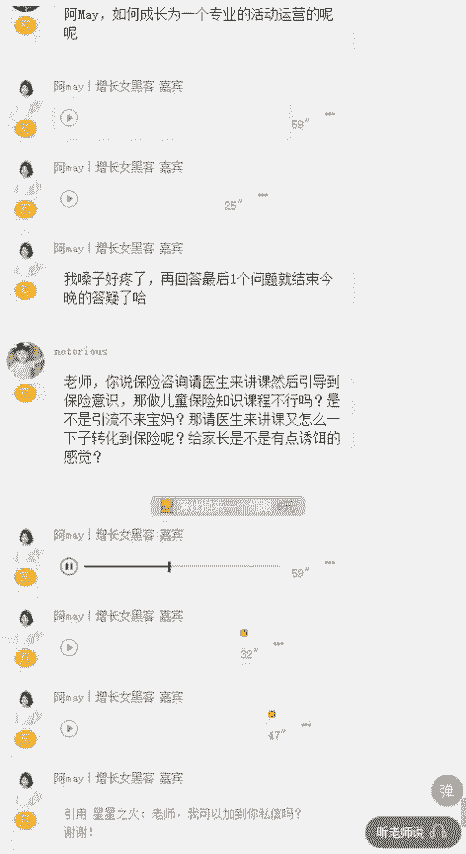 阿May，如何成长为一个专业的活动运营的呢
呢
阿may丨增长女黑客 嘉宾
59"
阿may丨增长女黑客 嘉宾
25"
阿may丨增长女黑客 嘉宾
我嗓子好疼了，再回答最后1个问题就结束今
晚的答疑了哈
notorious
老师，你说保险咨询请医生来讲课然后引导到
保险意识，那做儿童保险知识课程不行吗？是
不是引流不来宝妈？那请医生来讲课又怎么一
下子转化到保险呢？给家长是不是有点诱饵的
感觉？
阿may丨增长女黑客 嘉宾
59"
阿may丨增长女黑客 嘉宾
32"
阿may丨增长女黑客 嘉宾
47"
阿may丨增长女黑客 嘉宾
弹
引用 星星之火：老师，我可以加到你私微吗？
谢谢！
听老师说